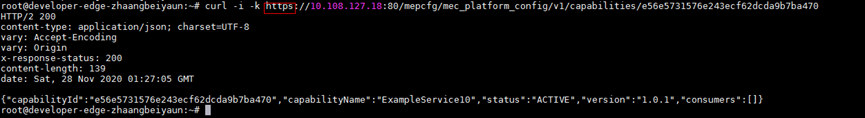 root@developer-edge-zhaangbeiyaun:~# curl -i -k https://10.108.127.18:80/mepcfg/mec_platform_config/v1/capabilities/e56e5731576e243ecf62dcda9b7ba470
HTTP/2 200
content-type: application/json; charset=UTF-8
vary: Accept-Encoding
vary: Origin
x-response-status: 200
content-length: 139
date: Sat, 28 Nov 2020 01:27:05 GMT
{"capabilityId":"e56e5731576e243ecf62dcda9b7ba470","capabilityName":"ExampleService10","status":"ACTIVE","version":"1.0.1","consumers":[]}
root@developer-edge-zhaangbeiyaun:~#